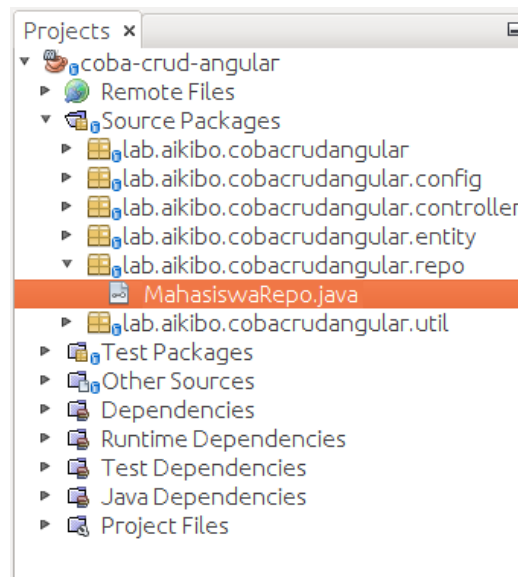 Projects
coba-crud-angular
Remote Files
Source Packages
lab.aikibo.cobacrudangular
lab.aikibo.cobacrudangular.config
lab.aikibo.cobacrudangular.controller
lab.aikibo.cobacrudangular.entity
lab.aikibo.cobacrudangular.repo
MahasiswaRepo.java
lab.aikibo.cobacrudangular.util
Test Packages
Other Sources
Dependencies
Runtime Dependencies
Test Dependencies
Java Dependencies
Project Files